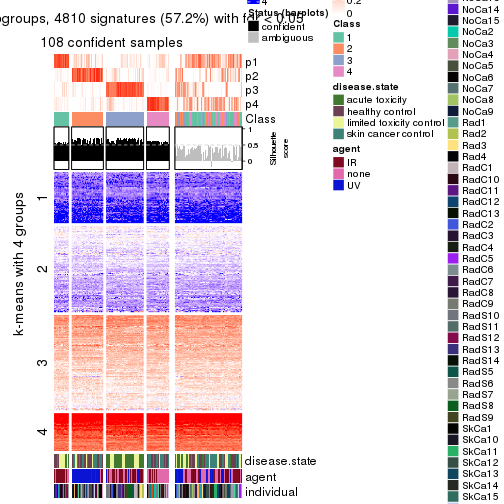 groups, 4810 signatures (57.2%) with fdr < 0.05
108 confident samples
p1
p2
p3
p4
Class
1
0.5
0
Silhouette
score
k-means with 4 groups
1
2
3
4
disease.state
agent
individual
4
Status (barplots)
confident
ambiguous
0.2
0
Class
1
2
3
4
disease.state
acute toxicity
healthy control
limited toxicity control
skin cancer control
agent
IR
none
UV
NoCa14
NoCa15
NoCa2
NoCa3
NoCa4
NoCa5
NoCa6
NoCa7
NoCa8
NoCa9
Rad1
Rad2
Rad3
Rad4
RadC1
RadC10
RadC11
RadC12
RadC13
RadC2
RadC3
RadC4
RadC5
RadC6
RadC7
RadC8
RadC9
RadS10
RadS11
RadS12
RadS13
RadS14
RadS5
RadS6
RadS7
RadS8
RadS9
SkCa1
SkCa10
SkCa11
SkCa12
SkCa13
SkCa14
SkCa15